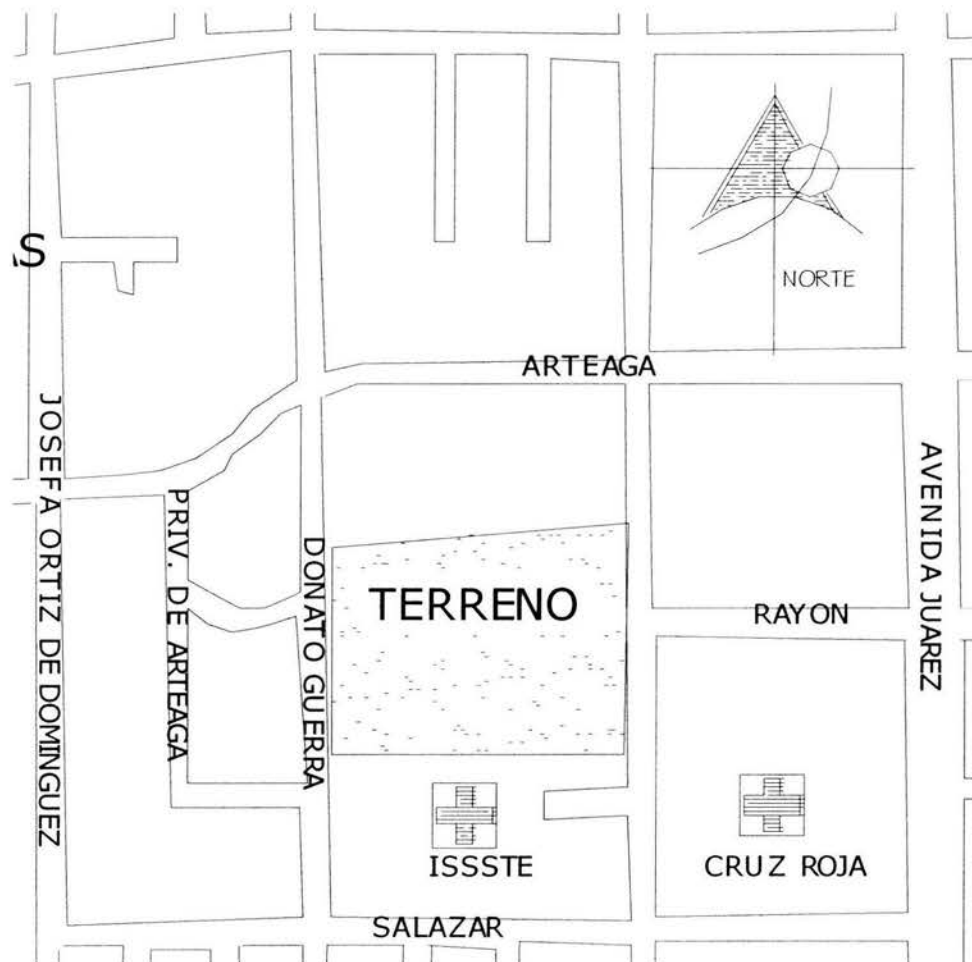 NORTE
ARTEAGA
JOSEFA ORTIZ DE DOMINGUEZ
PRIV. DE ARTEAGA
DONATO GUERRA
TERRENO
RAYON
AVENIDA JUAREZ
ISSSTE
CRUZ ROJA
SALAZAR